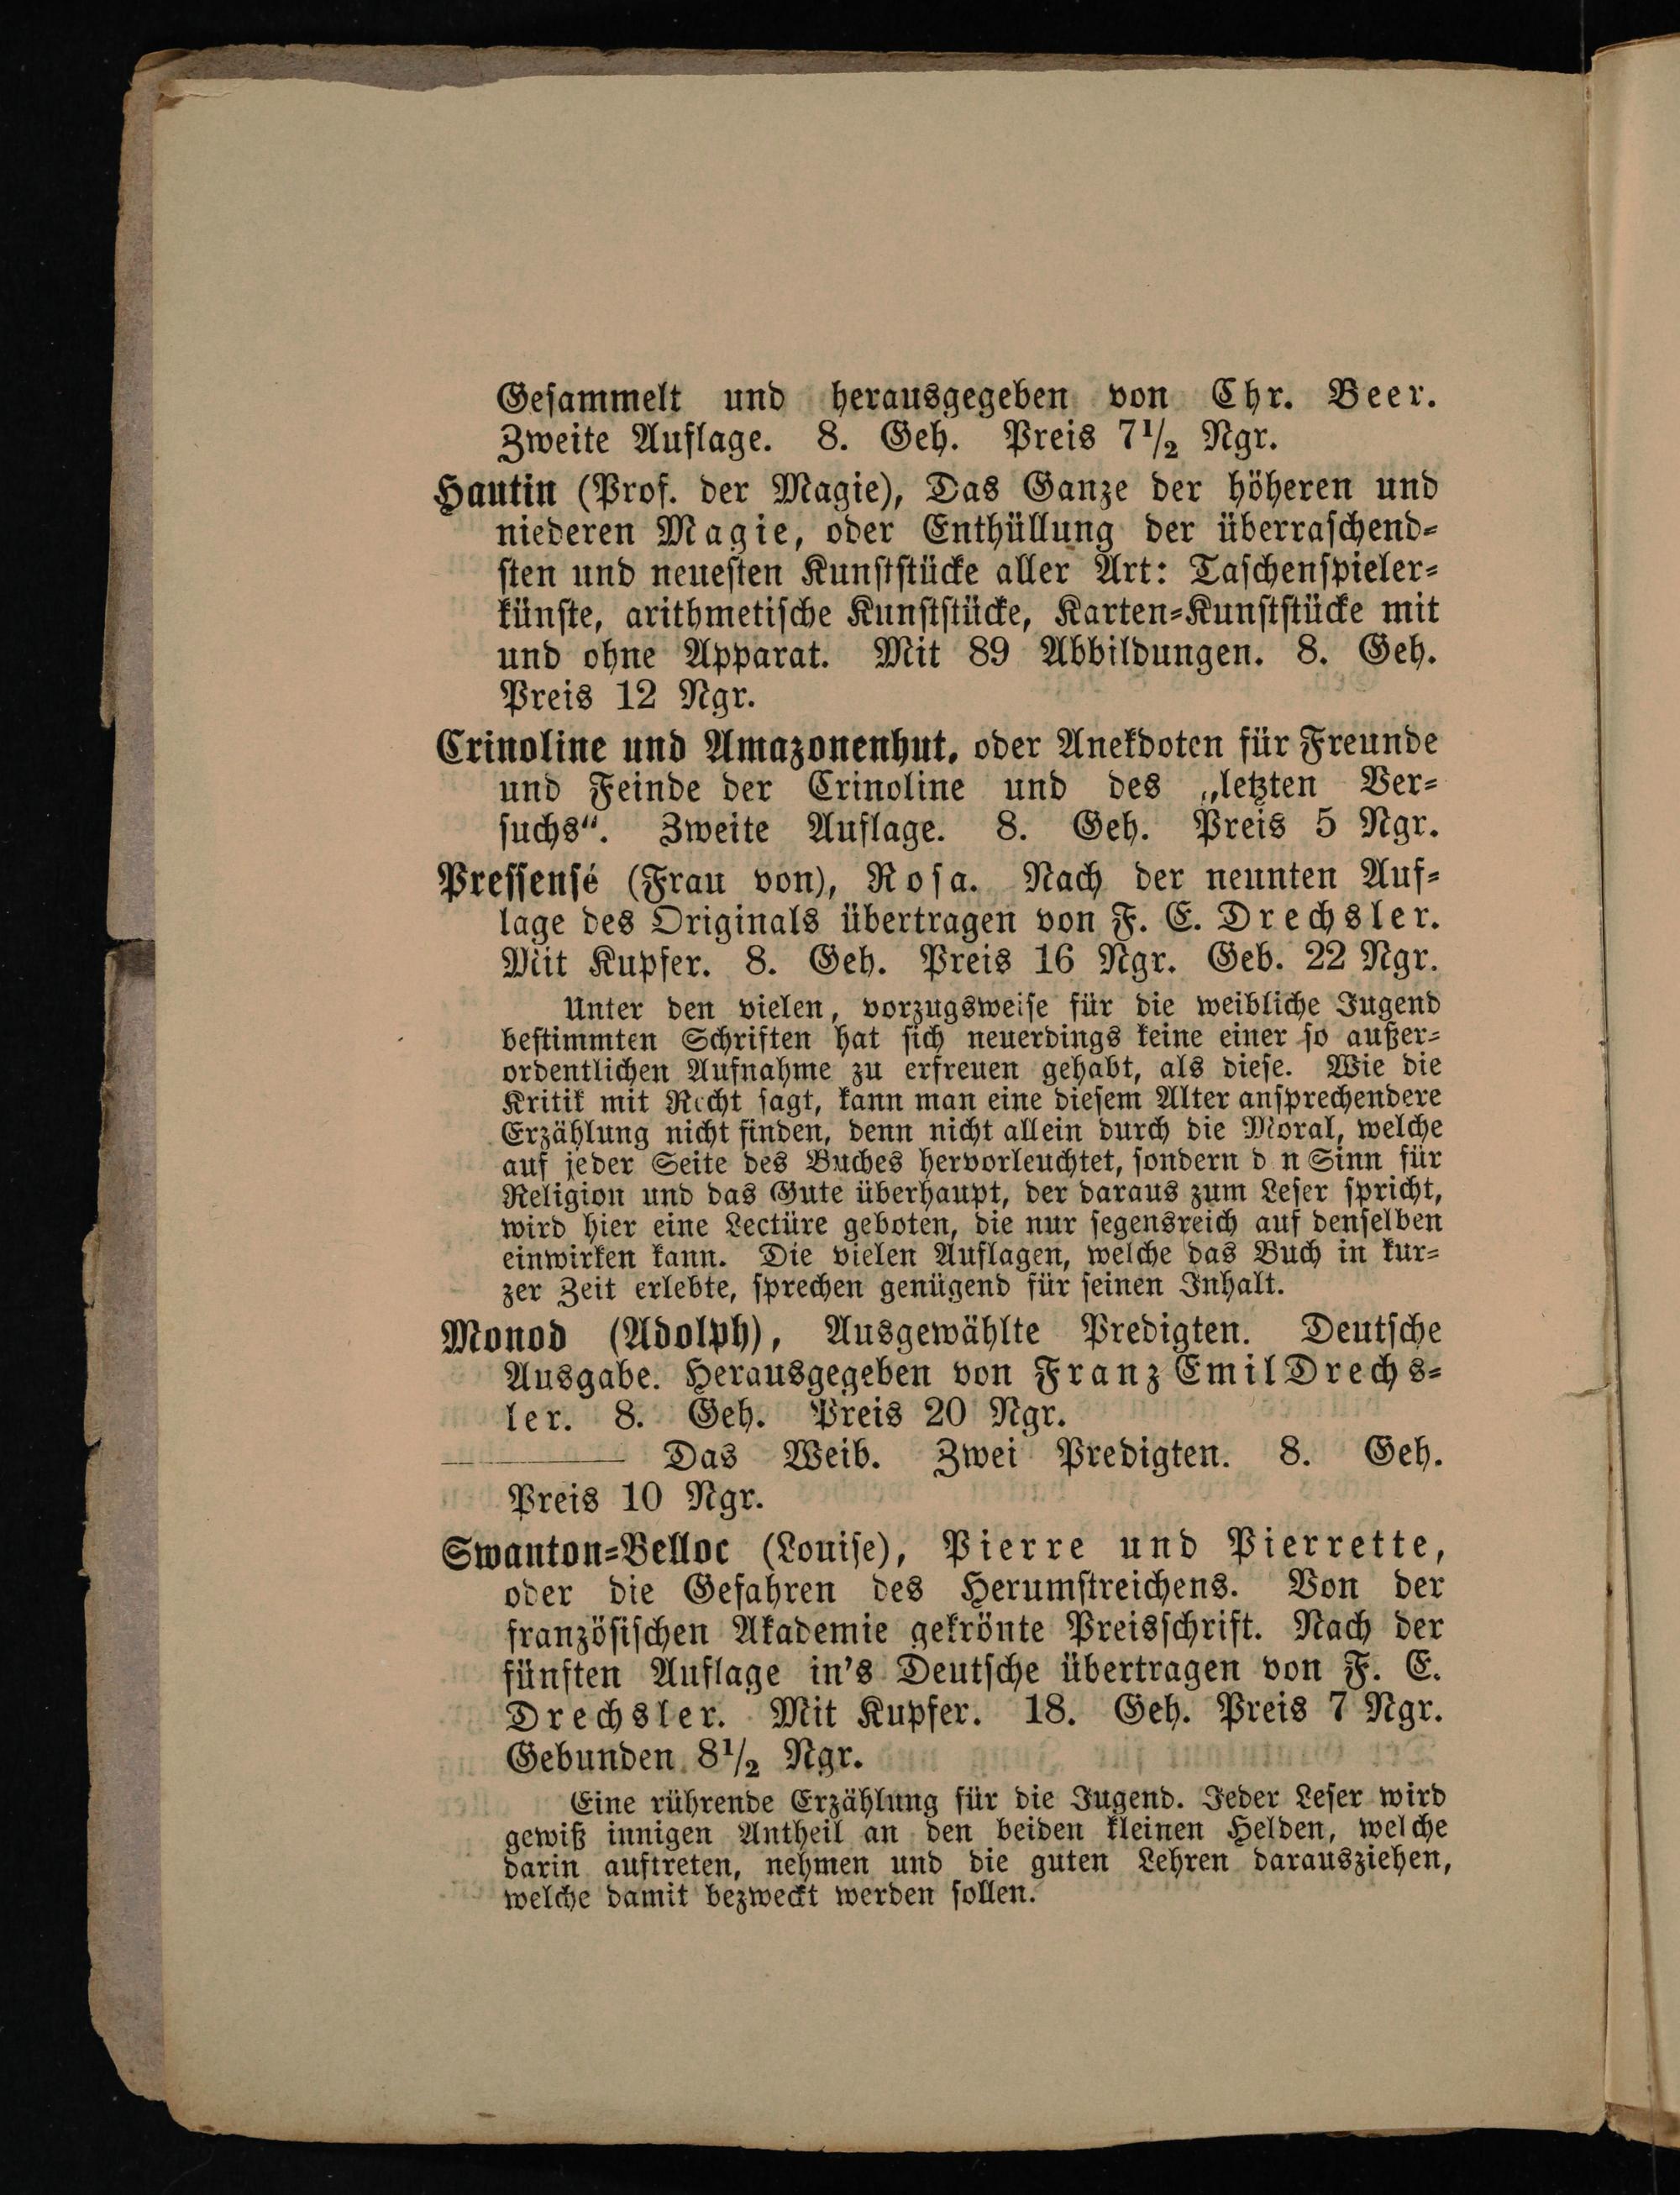 Gesammelt und herausgegeben von Chr. Beer.
Zweite Auflage. 8. Geh. Preis 7½ Ngr.
Hautin (Prof. der Magie), Das Ganze der höheren und
niederen Magie, oder Enthüllung der überraschend-
sten und neuesten Kunststücke aller Art: Taschenspieler-
künste, arithmetische Kunststücke, Karten-Kunststücke mit
und ohne Apparat. Mit 89 Abbildungen. 8. Geh.
Preis 12 Ngr.
Crinoline und Amazonenhut, oder Anekdoten für Freunde
und Feinde der Crinoline und des „letzten Ver-
suchs“. Zweite Auflage. 8. Geh. Preis 5 Ngr.
Pressensé (Frau von), Rosa. Nach der neunten Auf-
lage des Originals übertragen von F. E. Drechsler.
Mit Kupfer. 8. Geh. Preis 16 Ngr. Geb. 22 Ngr.
Unter den vielen, vorzugsweise für die weibliche Jugend
bestimmten Schriften hat sich neuerdings keine einer so außer-
ordentlichen Aufnahme zu erfreuen gehabt, als diese. Wie die
Kritik mit Recht sagt, kann man eine diesem Alter ansprechendere
Erzählung nicht finden, denn nicht allein durch die Moral, welche
auf jeder Seite des Buches hervorleuchtet, sondern d n Sinn für
Religion und das Gute überhaupt, der daraus zum Leser spricht,
wird hier eine Lectüre geboten, die nur segensreich auf denselben
einwirken kann. Die vielen Auflagen, welche das Buch in kur-
zer Zeit erlebte, sprechen genügend für seinen Inhalt.
Monod (Adolph), Ausgewählte Predigten. Deutsche
Ausgabe. Herausgegeben von Franz Emil Drechs-
ler. 8. Geh. Preis 20 Ngr.
——— Das Weib. Zwei Predigten. 8. Geh.
Preis 10 Ngr.
Swanton-Belloc (Louise), Pierre und Pierrette,
oder die Gefahren des Herumstreichens. Von der
französischen Akademie gekrönte Preisschrift. Nach der
fünften Auflage in's Deutsche übertragen von F. E.
Drechsler. Mit Kupfer. 18. Geh. Preis 7 Ngr.
Gebunden 8½ Ngr.
Eine rührende Erzählung für die Jugend. Jeder Leser wird
gewiß innigen Antheil an den beiden kleinen Helden, welche
darin auftreten, nehmen und die guten Lehren darausziehen,
welche damit bezweckt werden sollen.